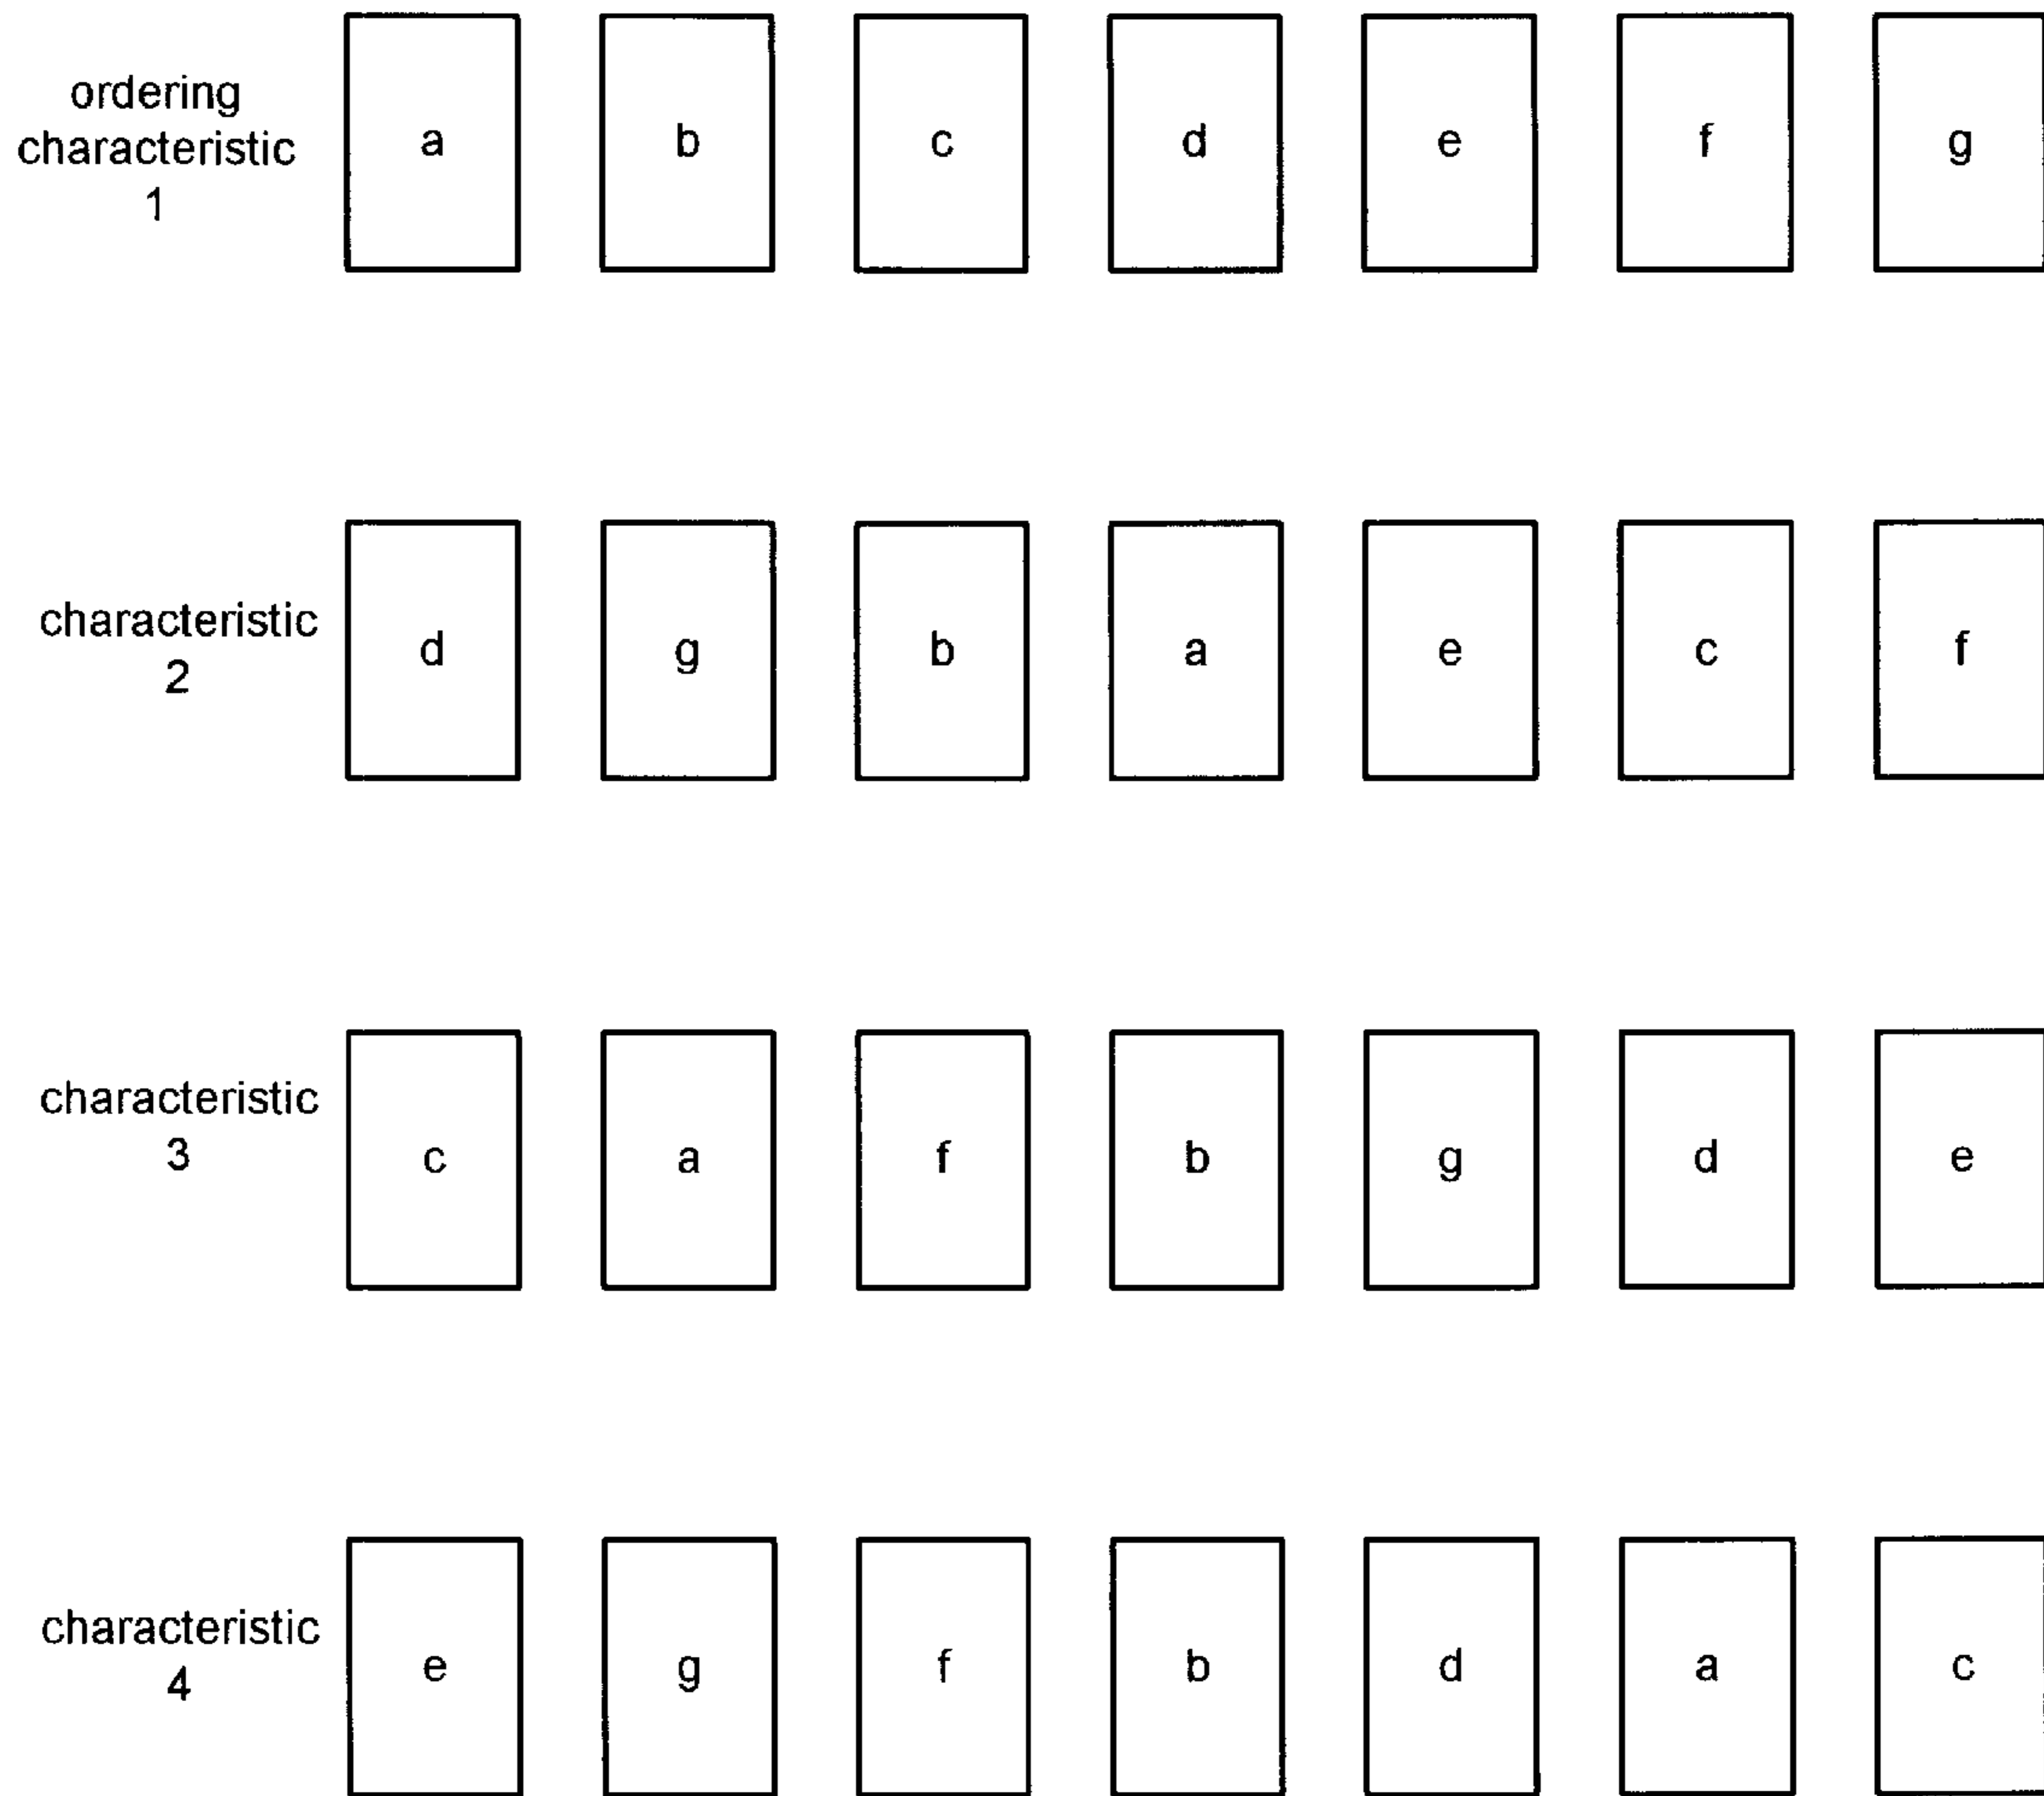 ordering
characteristic
1
a b c d e f g
characteristic
2
d g b a e c f
characteristic
3
c a f b g d e
characteristic
4
e g f b d a c